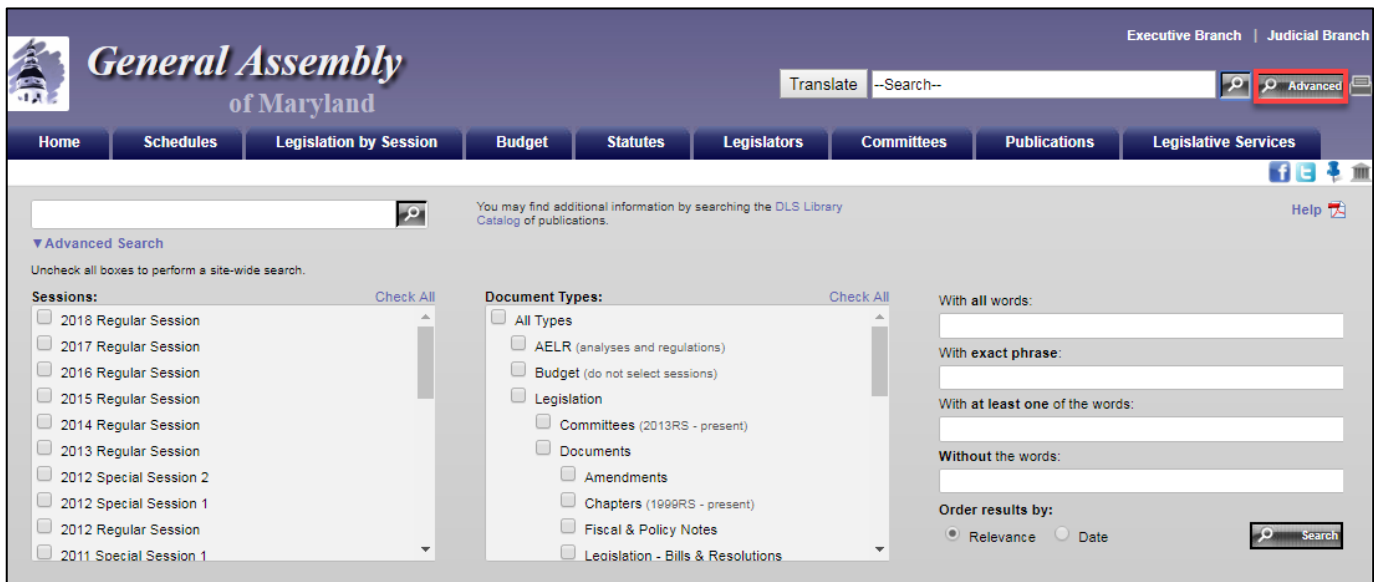 Executive Branch | Judicial Branch
General Assembly
of Maryland
Translate --Search-- Advanced
Home Schedules Legislation by Session Budget Statutes Legislators Committees Publications Legislative Services
You may find additional information by searching the DLS Library
Catalog of publications.
Help
▼Advanced Search
Uncheck all boxes to perform a site-wide search.
Sessions: Check All
2018 Regular Session
2017 Regular Session
2016 Regular Session
2015 Regular Session
2014 Regular Session
2013 Regular Session
2012 Special Session 2
2012 Special Session 1
2012 Regular Session
2011 Special Session 1
Document Types: Check All
All Types
AELR (analyses and regulations)
Budget (do not select sessions)
Legislation
Committees (2013RS - present)
Documents
Amendments
Chapters (1999RS - present)
Fiscal & Policy Notes
Legislation - Bills & Resolutions
With all words:
With exact phrase:
With at least one of the words:
Without the words:
Order results by:
Relevance Date
Search